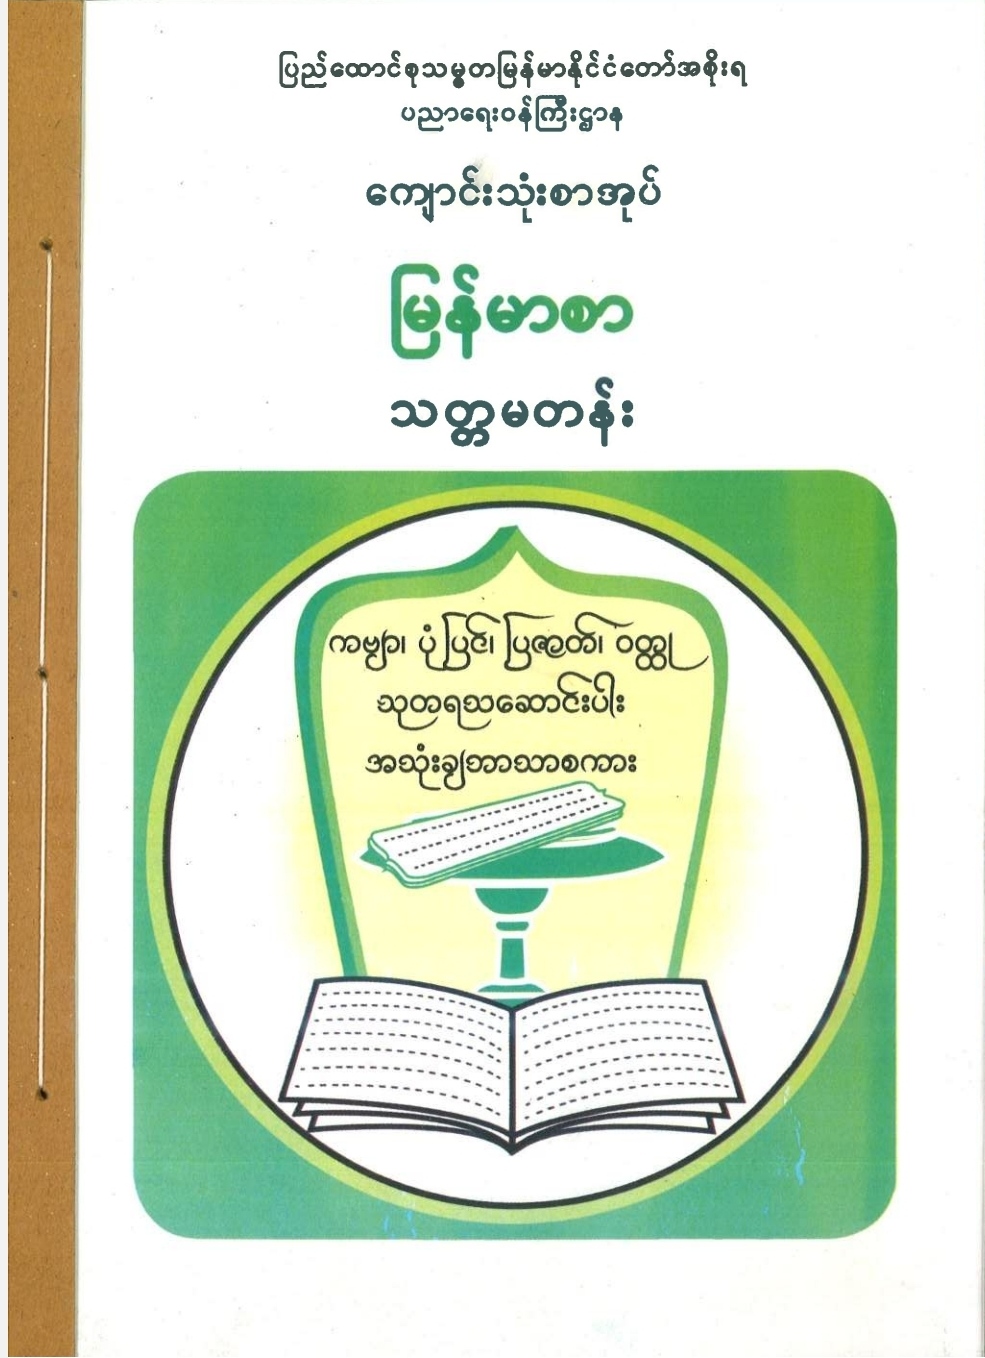 ပြည်ထောင်စုသမ္မတမြန်မာနိုင်ငံတော်အစိုးရ
ပညာရေးဝန်ကြီးဌာန
ကျောင်းသုံးစာအုပ်
မြန်မာစာ
သတ္တမတန်း
ကဗျာ၊ ပုံပြင်၊ ပြဇာတ်၊ ဝတ္ထု
သုတရသဆောင်းပါး
အသုံးချဘာသာစကား